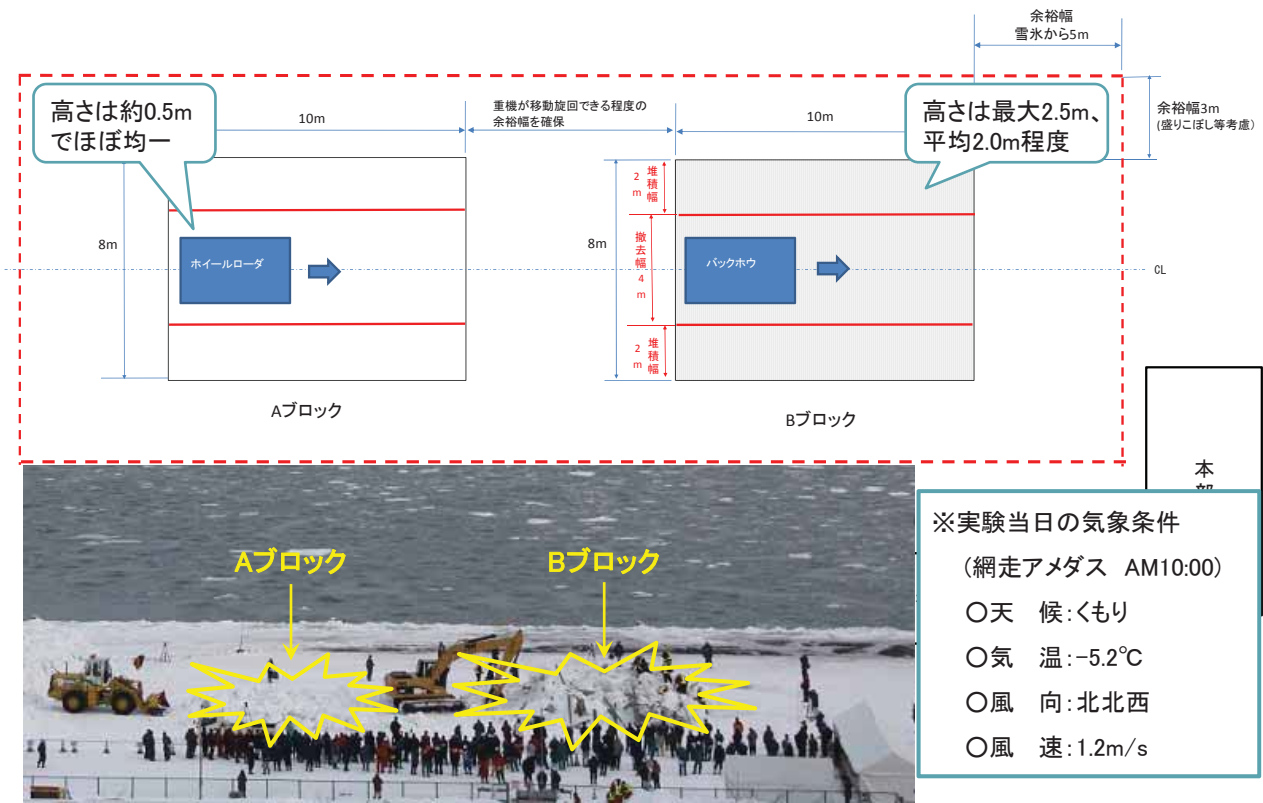 余裕幅
雪氷から5m
高さは約0.5m
でほぼ均一
10m
重機が移動旋回できる程度の
余裕幅を確保
10m
高さは最大2.5m、
平均2.0m程度
余裕幅3m
(盛りこぼし等考慮)
8m
ホイールローダ
8m
堆積幅
2m
撤去幅4m
堆積幅
2m
バックホウ
CL
Aブロック
Bブロック
本
Aブロック
Bブロック
※実験当日の気象条件
(網走アメダス AM10:00)
○天 候:くもり
○気 温:-5.2℃
○風 向:北北西
○風 速:1.2m/s